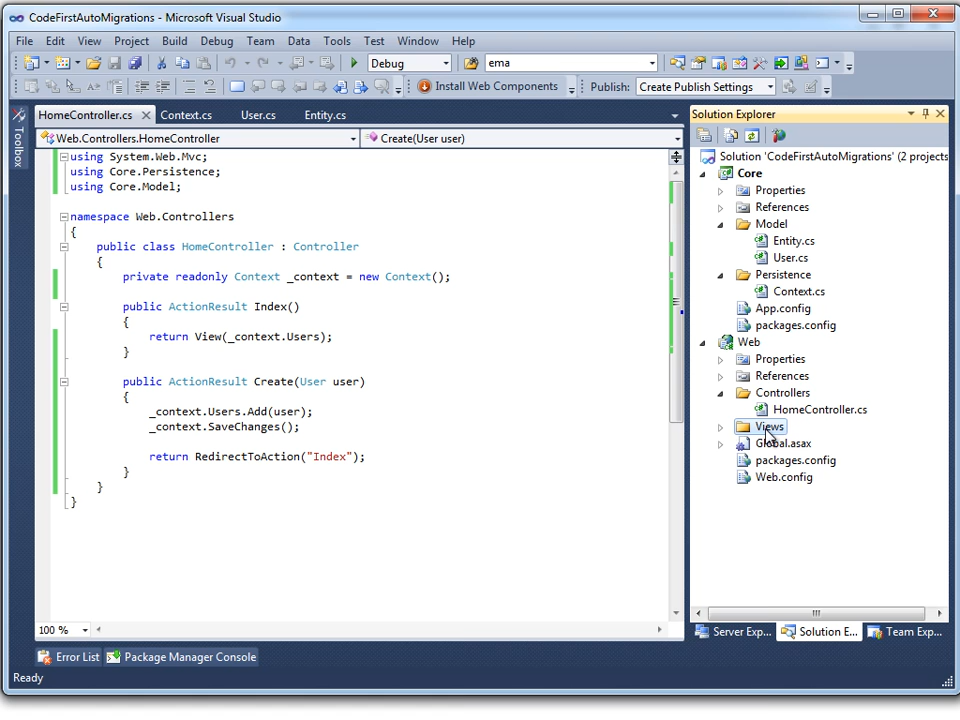 CodeFirstAutoMigrations - Microsoft Visual Studio
File Edit View Project Build Debug Team Data Tools Test Window Help
Debug ema
Install Web Components Publish: Create Publish Settings
Toolbox
HomeController.cs Context.cs User.cs Entity.cs
Web.Controllers.HomeController Create(User user)
using System.Web.Mvc;
using Core.Persistence;
using Core.Model;
namespace Web.Controllers
{
public class HomeController : Controller
{
private readonly Context _context = new Context();
public ActionResult Index()
{
return View(_context.Users);
}
public ActionResult Create(User user)
{
_context.Users.Add(user);
_context.SaveChanges();
return RedirectToAction("Index");
}
}
}
100 %
Solution Explorer
Solution 'CodeFirstAutoMigrations' (2 projects
Core
Properties
References
Model
Entity.cs
User.cs
Persistence
Context.cs
App.config
packages.config
Web
Properties
References
Controllers
HomeController.cs
Views
Global.asax
packages.config
Web.config
Server Exp... Solution E... Team Exp...
Error List Package Manager Console
Ready